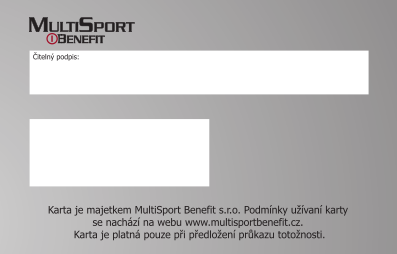 MULTISPORT
BENEFIT
Čitelný podpis:
Karta je majetkem MultiSport Benefit s.r.o. Podmínky užívaní karty
se nachází na webu www.multisportbenefit.cz.
Karta je platná pouze při předložení průkazu totožnosti.